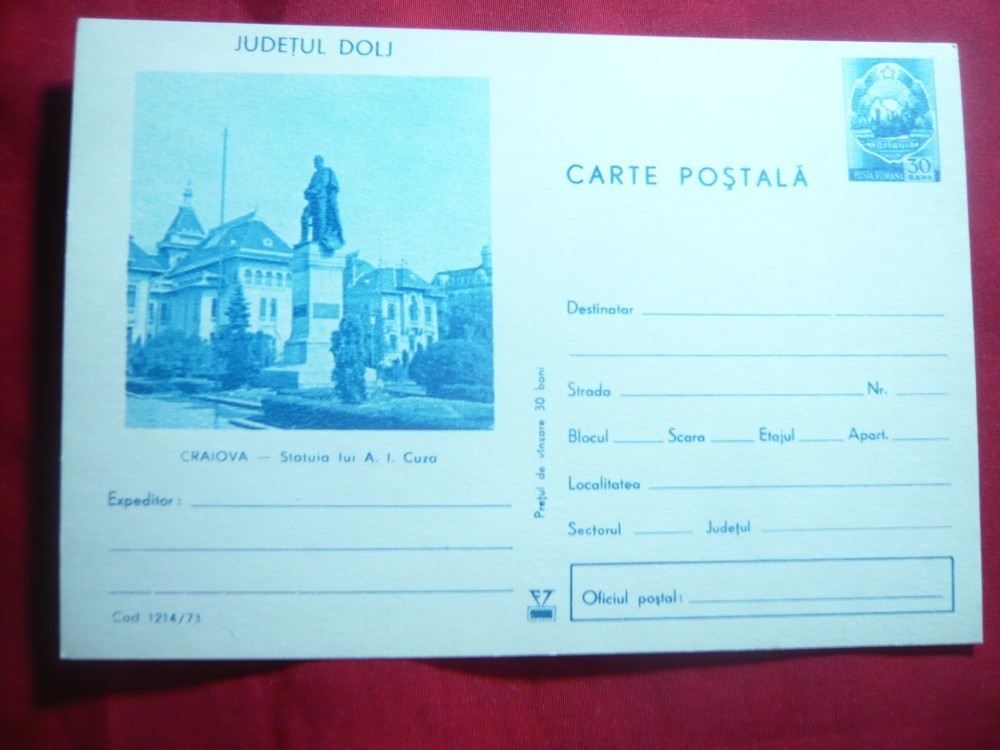 JUDEȚUL DOLJ
CRAIOVA — Statuia lui A. I. Cuza
Expeditor :
Cod 1214/73
Prețul de vînzare 30 bani
ROMANIA
POSTA ROMANA
30
BANI
CARTE POȘTALĂ
Destinatar
Strada Nr.
Blocul Scara Etajul Apart.
Localitatea
Sectorul Județul
Oficiul poștal :